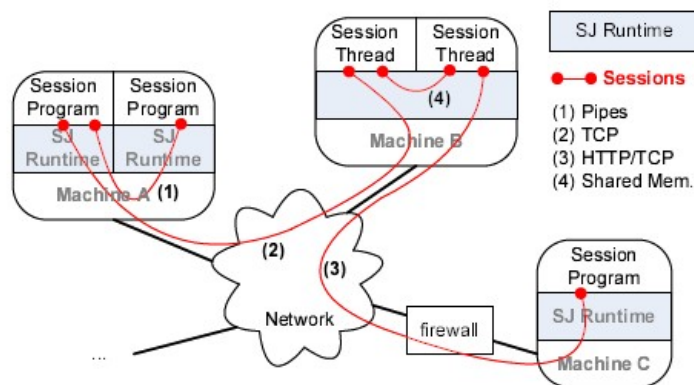 Session
Program
Session
Program
SJ
Runtime
SJ
Runtime
Machine A
(1)
Session
Thread
Session
Thread
(4)
Machine B
SJ Runtime
Sessions
(1) Pipes
(2) TCP
(3) HTTP/TCP
(4) Shared Mem.
(2)
(3)
Network
firewall
Session
Program
SJ Runtime
Machine C
...